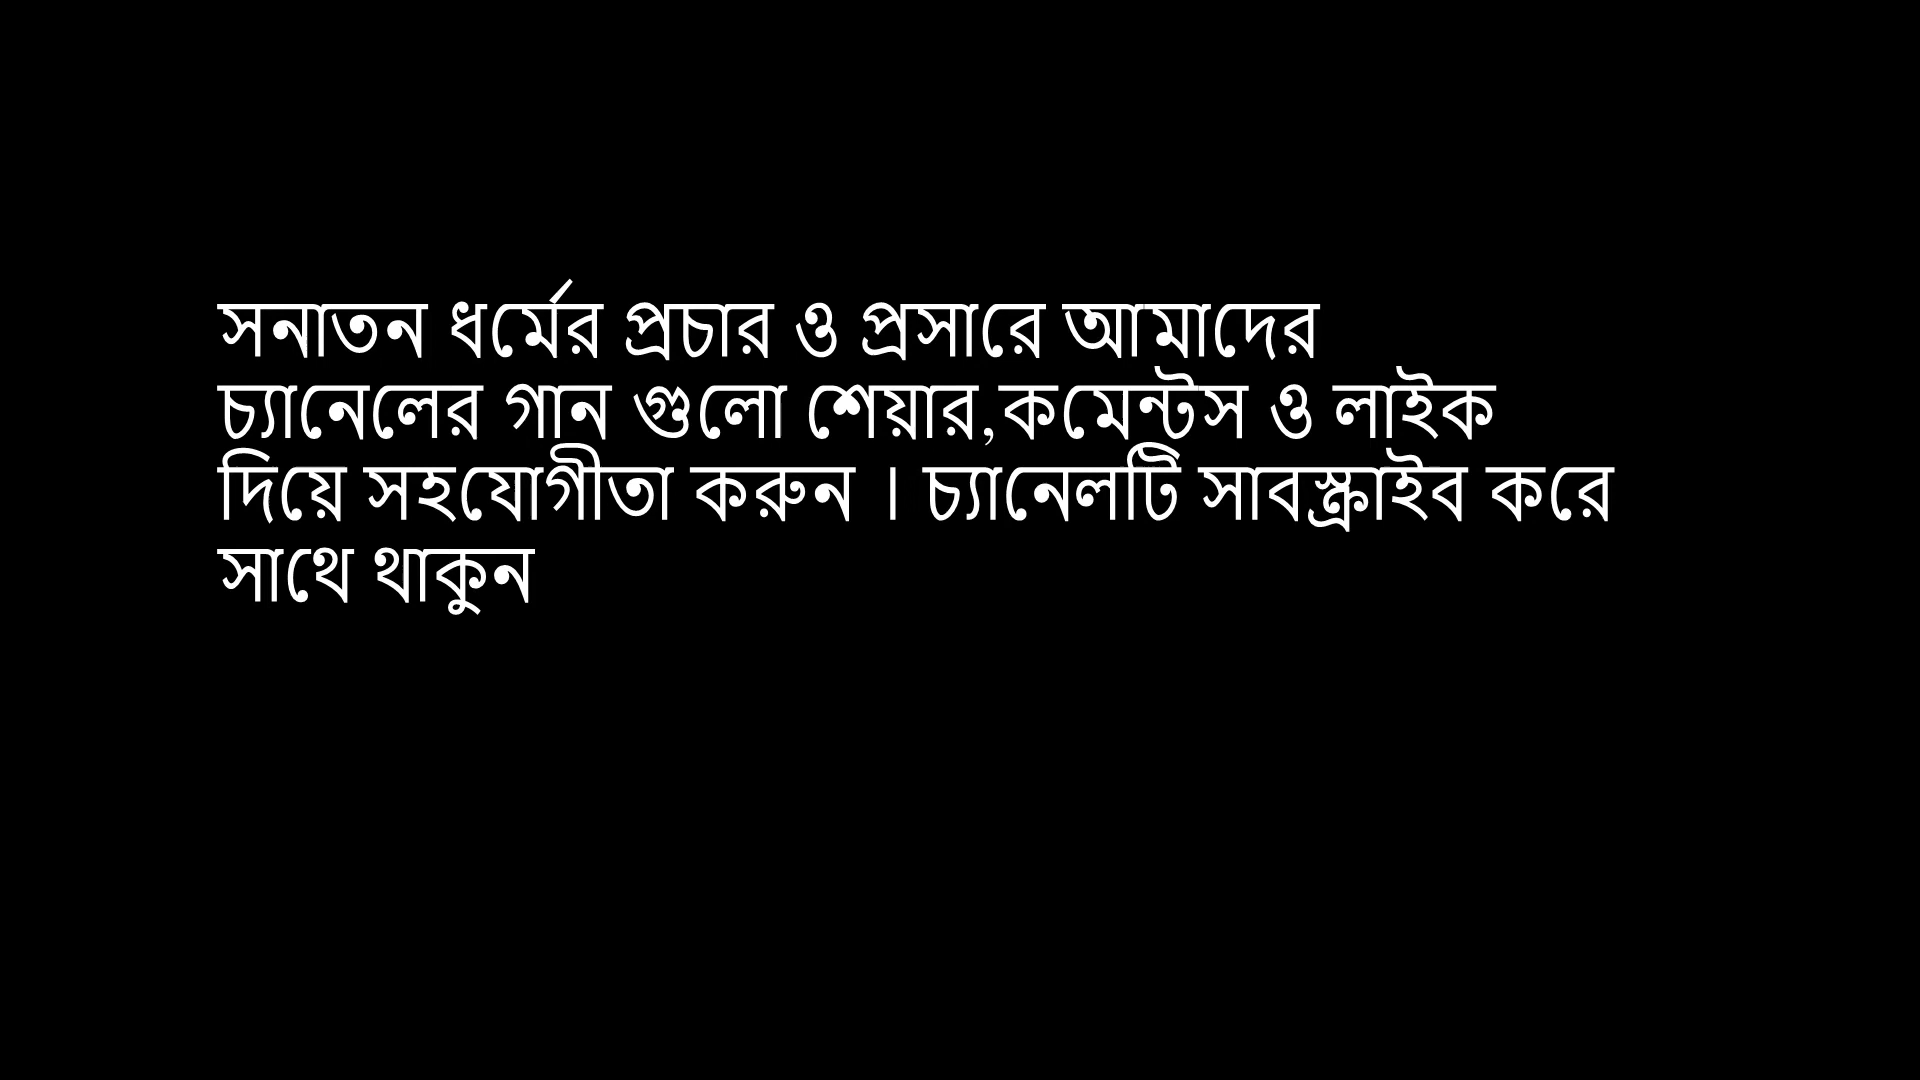 সনাতন ধর্মের প্রচার ও প্রসারে আমাদের
চ্যানেলের গান গুলো শেয়ার,কমেন্টস ও লাইক
দিয়ে সহযোগীতা করুন । চ্যানেলটি সাবস্ক্রাইব করে
সাথে থাকুন